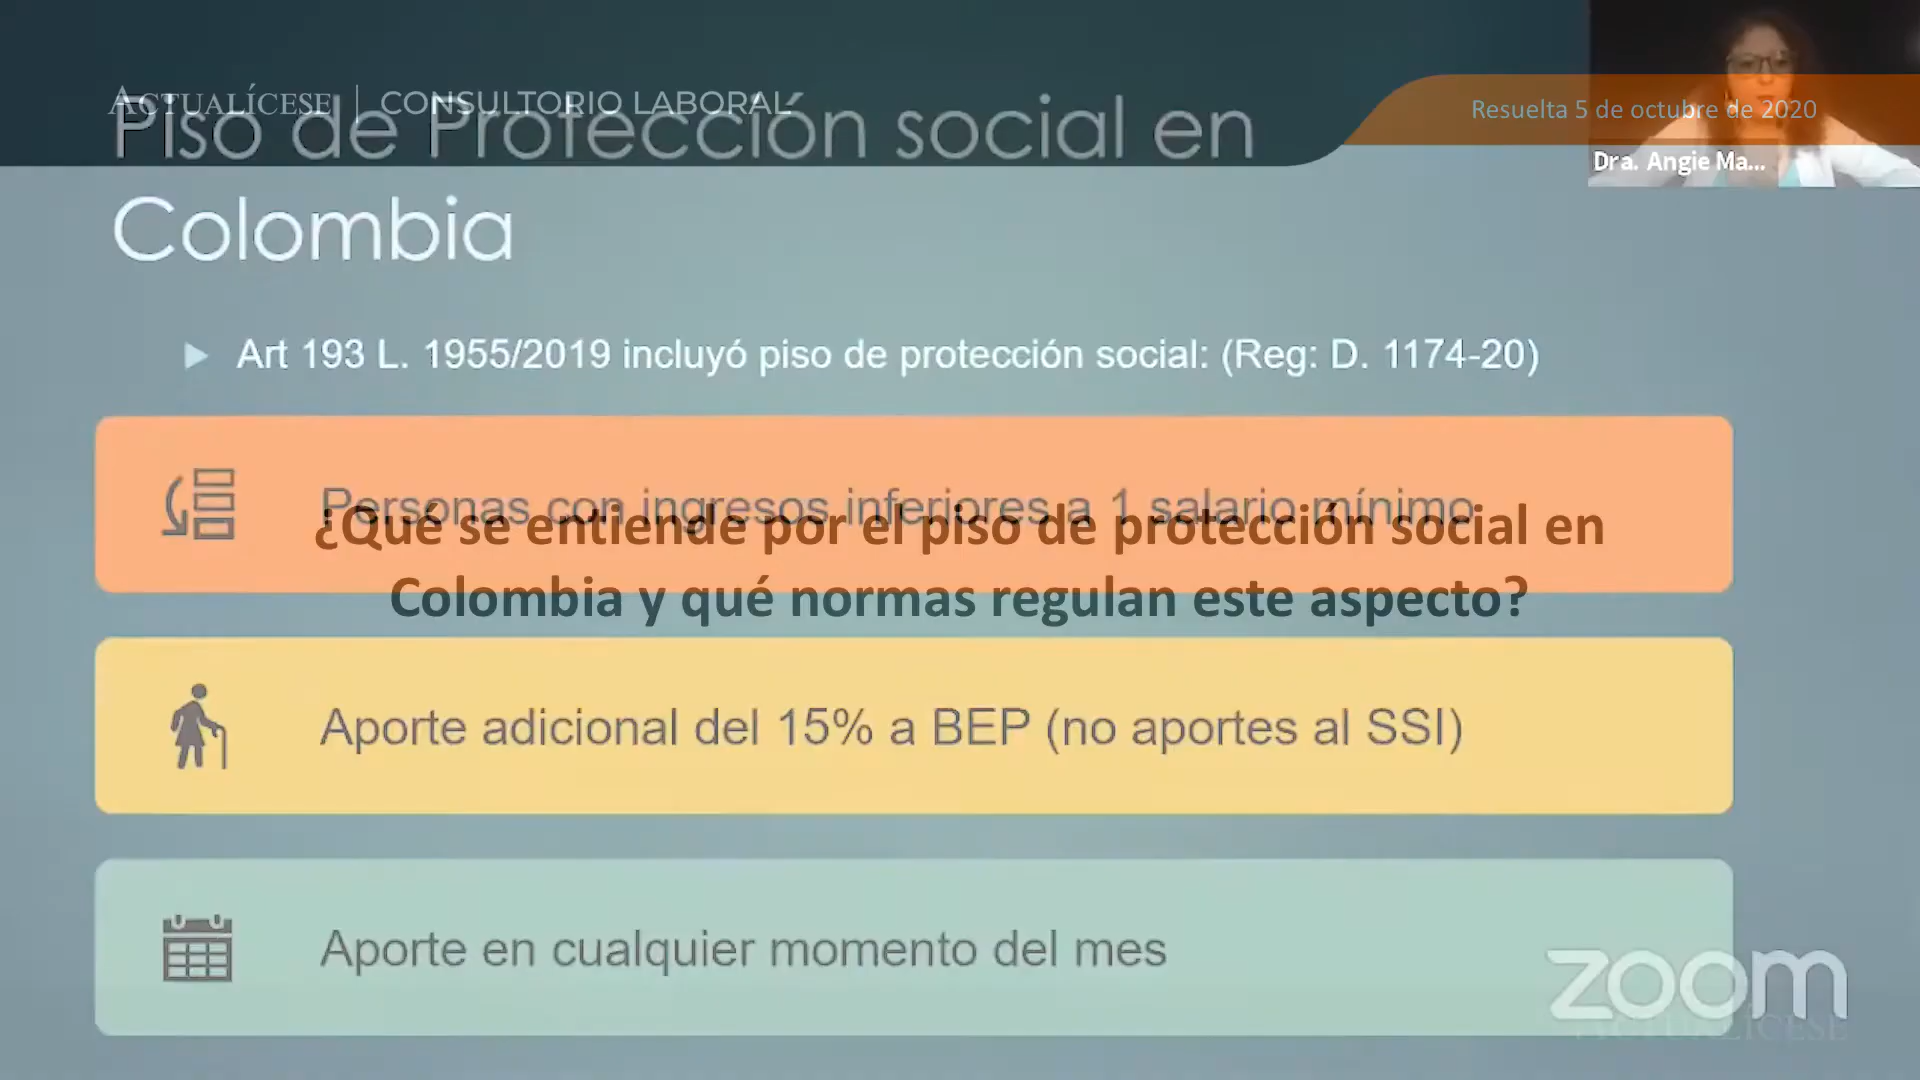 ACTUALÍCESE | CONSULTORIO LABORAL
Resuelta 5 de octubre de 2020
Dra. Angie Ma...
Piso de Protección social en
Colombia
Art 193 L. 1955/2019 incluyó piso de protección social: (Reg: D. 1174-20)
Personas con ingresos inferiores a 1 salario mínimo
¿Qué se entiende por el piso de protección social en
Colombia y qué normas regulan este aspecto?
Aporte adicional del 15% a BEP (no aportes al SSI)
Aporte en cualquier momento del mes
zoom
ACTUALÍCESE